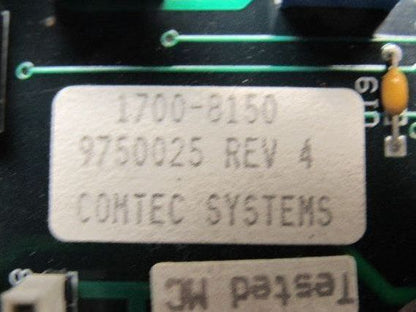 1700-8150
9750025 REV 4
COMTEC SYSTEMS
Tested MC